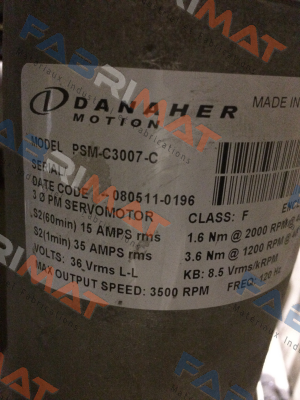 DANAHER
MOTION
MADE IN
MODEL PSM-C3007-C
SERIAL
DATE CODE 080511-0196
3 Ø PM SERVOMOTOR
S2(60min) 15 AMPS rms
S2(1min) 35 AMPS rms
VOLTS: 36 Vrms L-L
MAX OUTPUT SPEED: 3500 RPM
CLASS: F
1.6 Nm @ 2000 RPM
3.6 Nm @ 1200 RPM
KB: 8.5 Vrms/kRPM
FREQ: 120 Hz
FABRIMAT